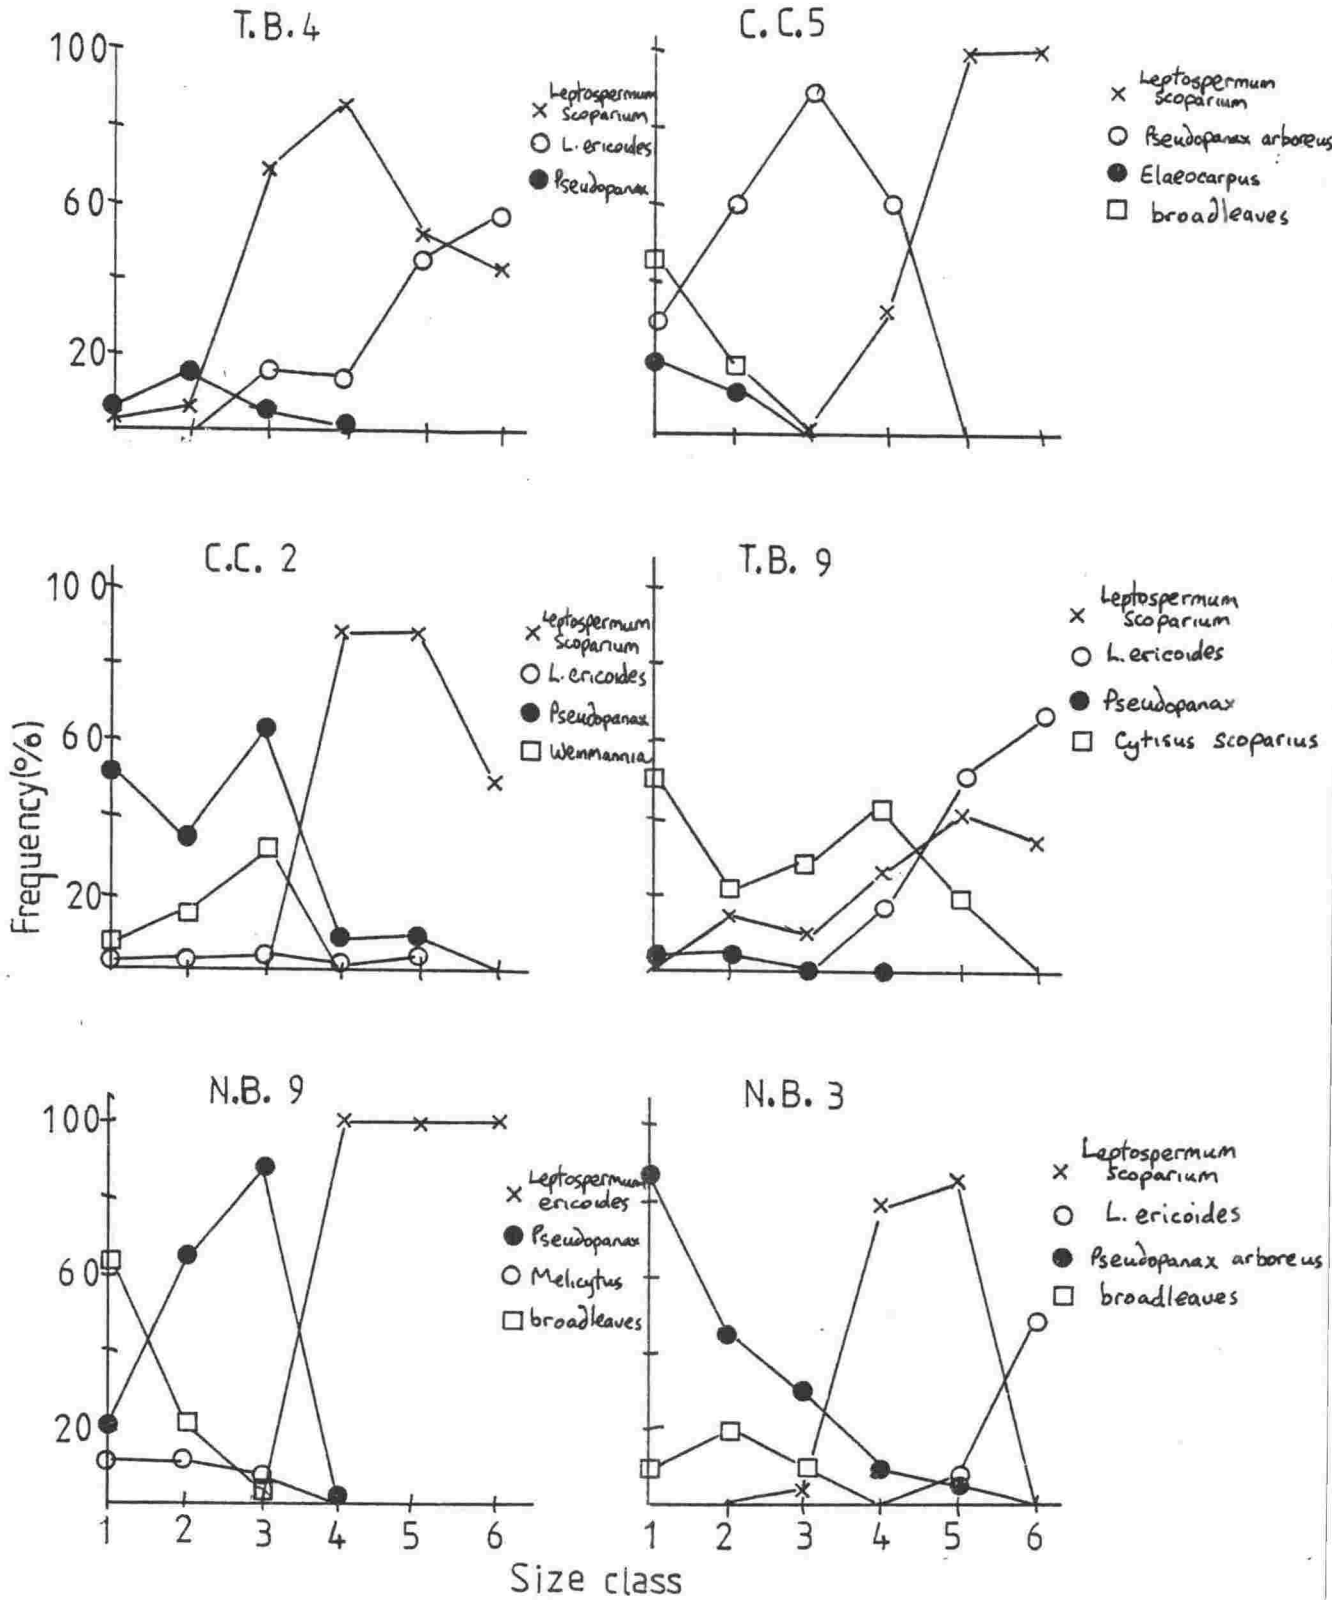 T.B.4
100
60
20
Leptospermum
scoparium
L. ericoides
Pseudopanax
C.C.5
Leptospermum
scoparium
Pseudopanax arboreus
Elaeocarpus
broadleaves
C.C. 2
100
60
20
Frequency(%)
Leptospermum
scoparium
L. ericoides
Pseudopanax
Weinmannia
T.B. 9
Leptospermum
scoparium
L. ericoides
Pseudopanax
Cytisus scoparius
N.B. 9
100
60
20
Leptospermum
ericoides
Pseudopanax
Melicytus
broadleaves
1 2 3 4 5 6
N.B. 3
Leptospermum
scoparium
L. ericoides
Pseudopanax arboreus
broadleaves
1 2 3 4 5 6
Size class